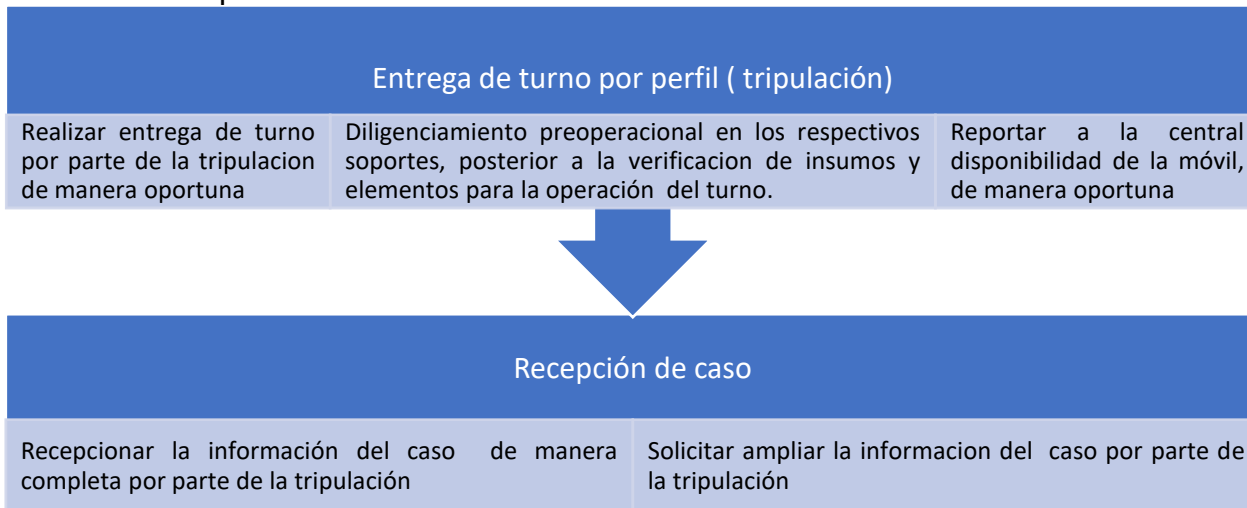 Entrega de turno por perfil ( tripulación)
Realizar entrega de turno
por parte de la tripulacion
de manera oportuna
Diligenciamiento preoperacional en los respectivos
soportes, posterior a la verificacion de insumos y
elementos para la operación  del turno.
Reportar a la central
disponibilidad de la móvil,
de manera oportuna
Recepción de caso
Recepcionar la información del caso  de manera
completa por parte de la tripulación
Solicitar ampliar la informacion del  caso por parte de
la tripulación